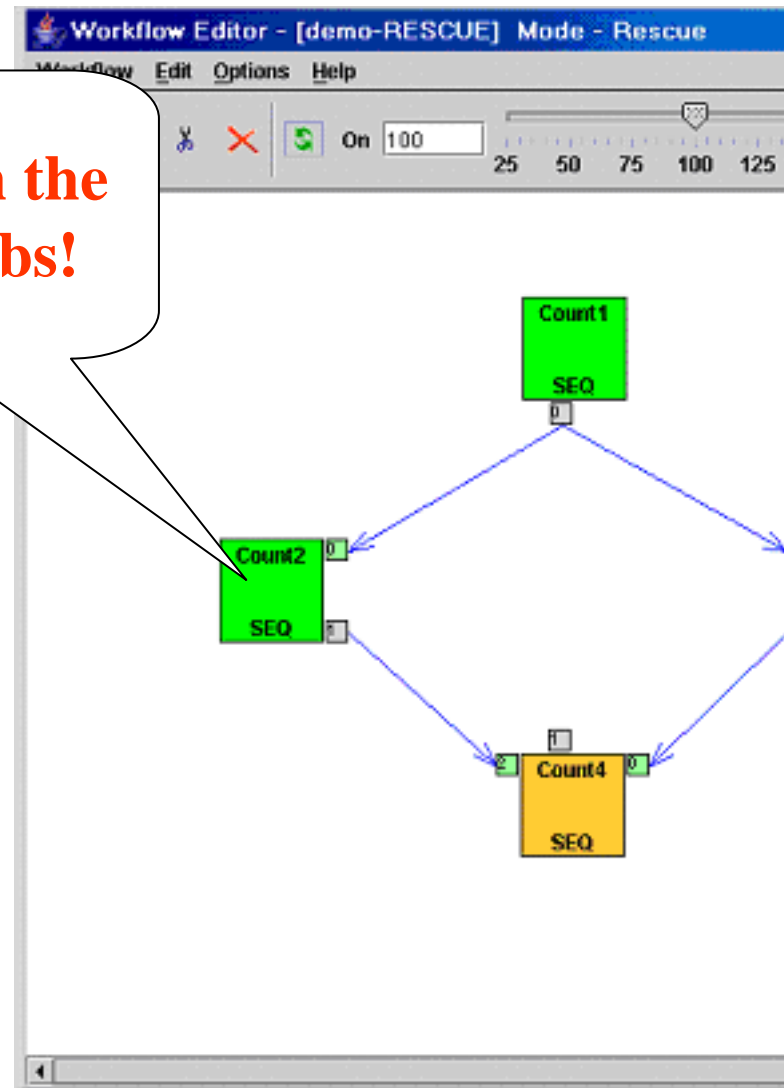 Workflow Editor - [demo-RESCUE] Mode - Rescue
Workflow Edit Options Help
On 100
25 50 75 100 125
the
bs!
Count1
SEQ
0
Count2
0
SEQ
1
1
2
Count4
0
SEQ